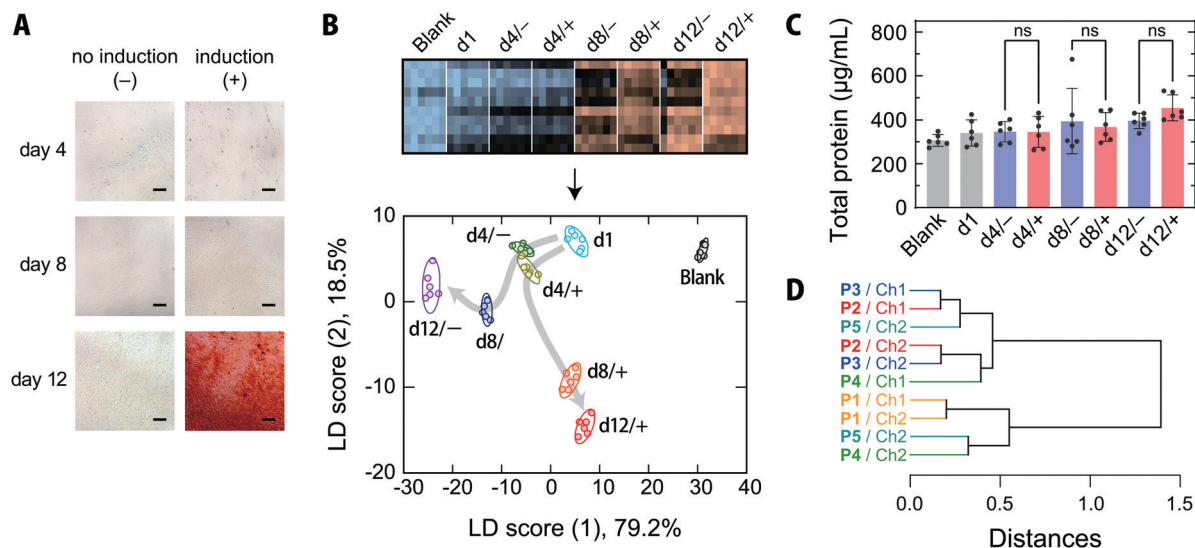 A
no induction
(−)
induction
(+)
day 4
day 8
day 12
B
Blank
d1
d4/−
d4/+
d8/−
d8/+
d12/−
d12/+
LD score (2), 18.5%
10
0
-10
-20
-30
-20
-10
0
10
20
30
40
LD score (1), 79.2%
d4/−
d1
d4/+
Blank
d12/−
d8/
d8/+
d12/+
C
Total protein (μg/mL)
800
600
400
200
0
ns
ns
ns
Blank
d1
d4/−
d4/+
d8/−
d8/+
d12/−
d12/+
D
P3 / Ch1
P2 / Ch1
P5 / Ch2
P2 / Ch2
P3 / Ch2
P4 / Ch1
P1 / Ch1
P1 / Ch2
P5 / Ch2
P4 / Ch2
0.0
0.5
1.0
1.5
Distances